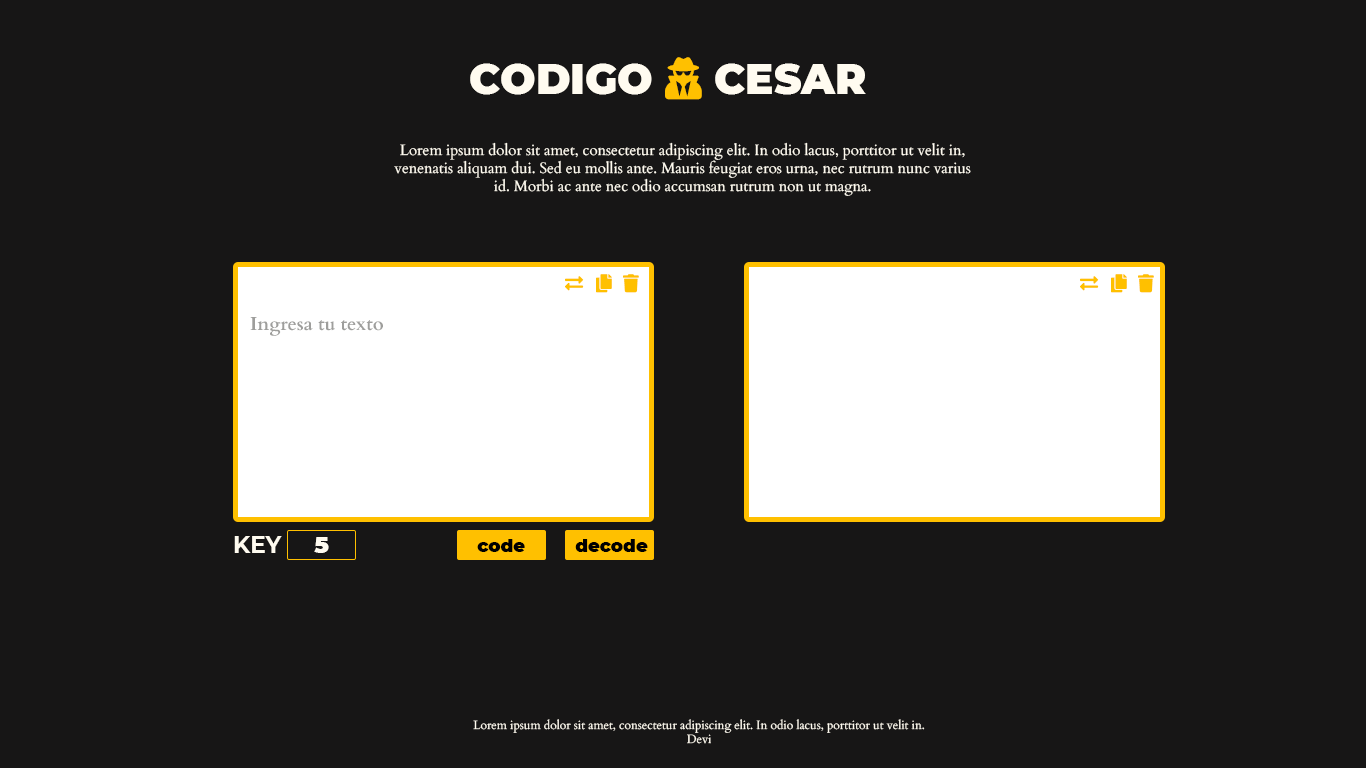 CODIGO CESAR
Lorem ipsum dolor sit amet, consectetur adipiscing elit. In odio lacus, porttitor ut velit in,
venenatis aliquam dui. Sed eu mollis ante. Mauris feugiat eros urna, nec rutrum nunc varius
id. Morbi ac ante nec odio accumsan rutrum non ut magna.
Ingresa tu texto
KEY 5 code decode
Lorem ipsum dolor sit amet, consectetur adipiscing elit. In odio lacus, porttitor ut velit in.
Devi